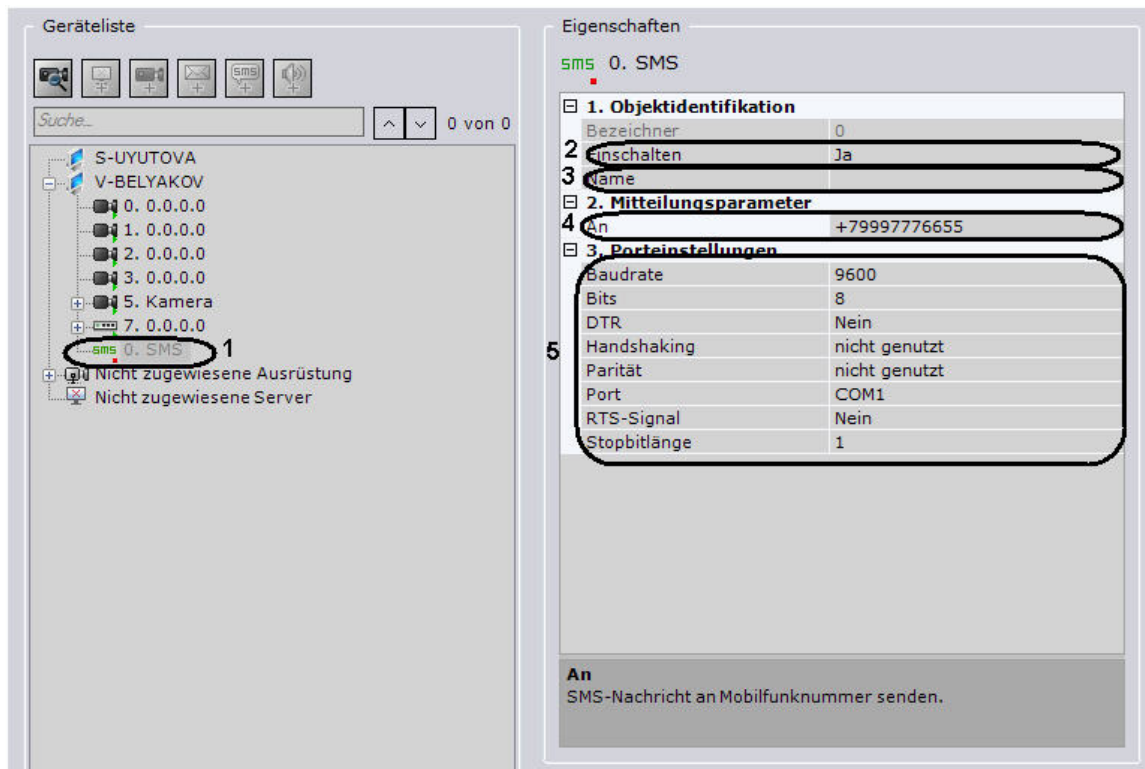 Geräteliste
sms
Suche...
0 von 0
S-UYUTOVA
V-BELYAKOV
0. 0.0.0.0
1. 0.0.0.0
2. 0.0.0.0
3. 0.0.0.0
5. Kamera
7. 0.0.0.0
sms 0. SMS 1
Nicht zugewiesene Ausrüstung
Nicht zugewiesene Server
Eigenschaften
sms 0. SMS
1. Objektidentifikation
Bezeichner 0
2 Einschalten Ja
3 Name
2. Mitteilungsparameter
4 An +79997776655
3. Porteinstellungen
Baudrate 9600
Bits 8
DTR Nein
5 Handshaking nicht genutzt
Parität nicht genutzt
Port COM1
RTS-Signal Nein
Stopbitlänge 1
An
SMS-Nachricht an Mobilfunknummer senden.